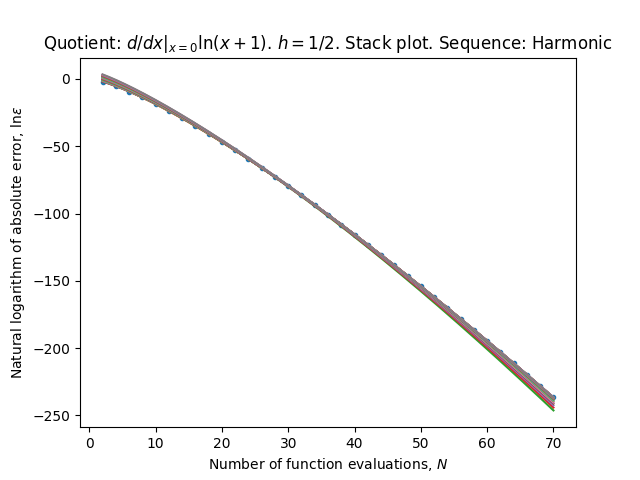 Quotient: d/dx|ₓ₌₀ln(x + 1). h = 1/2. Stack plot. Sequence: Harmonic
0
−50
−100
−150
−200
−250
Natural logarithm of absolute error, lnε
0 10 20 30 40 50 60 70
Number of function evaluations, N